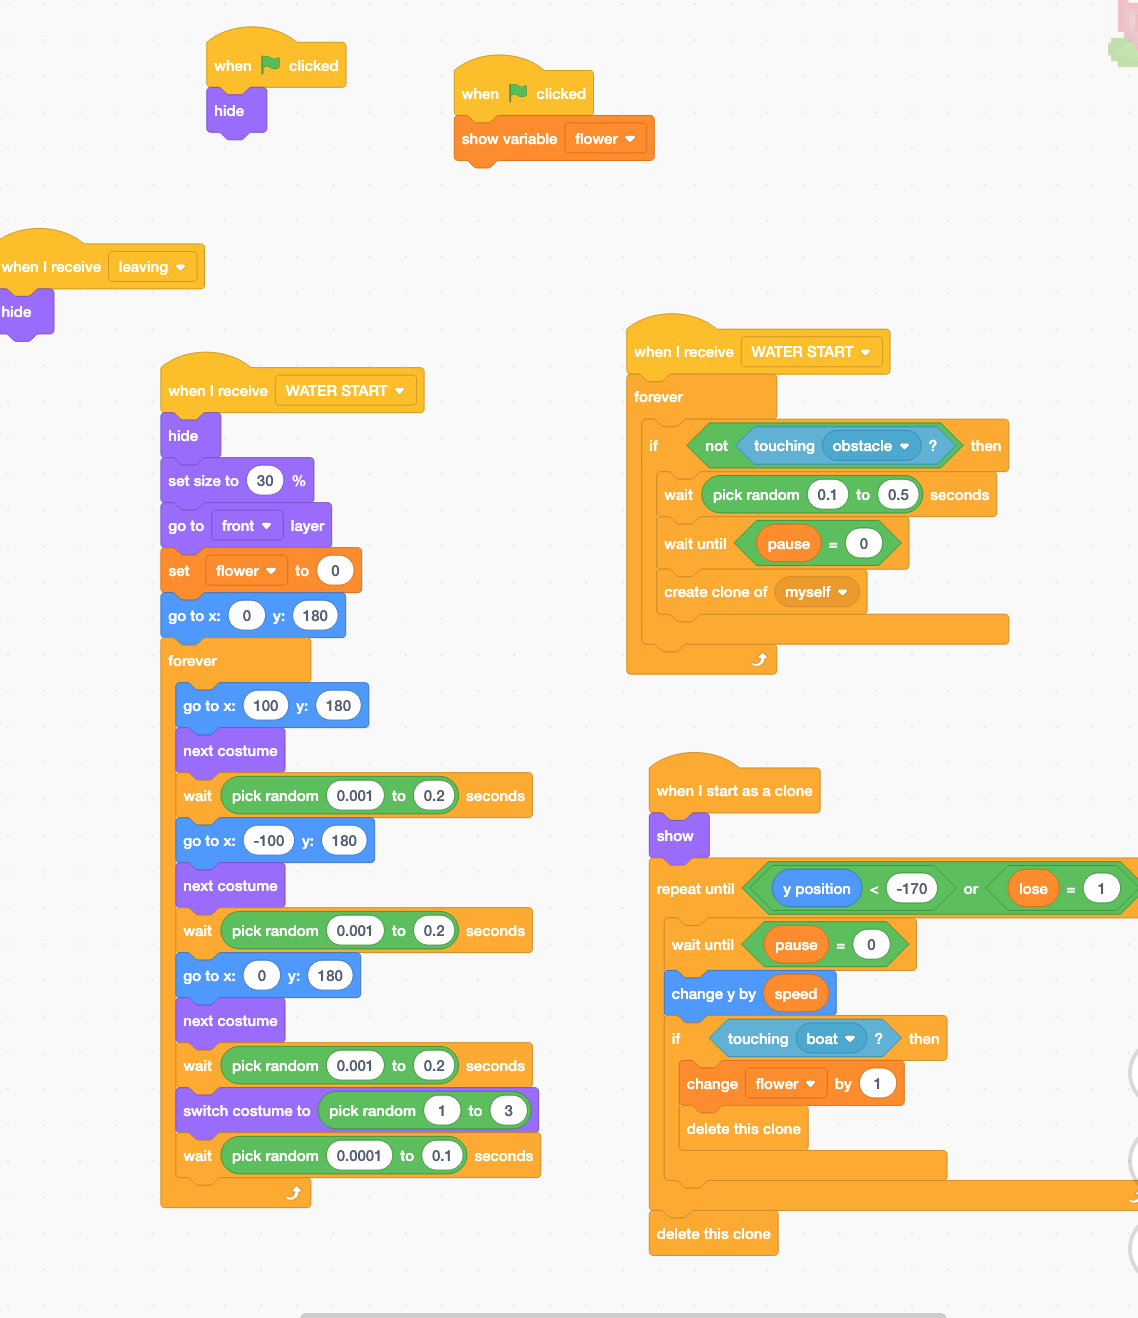 when clicked
hide
when clicked
show variable flower
when I receive leaving
hide
when I receive WATER START
hide
set size to 30 %
go to front layer
set flower to 0
go to x: 0 y: 180
forever
go to x: 100 y: 180
next costume
wait pick random 0.001 to 0.2 seconds
go to x: -100 y: 180
next costume
wait pick random 0.001 to 0.2 seconds
go to x: 0 y: 180
next costume
wait pick random 0.001 to 0.2 seconds
switch costume to pick random 1 to 3
wait pick random 0.0001 to 0.1 seconds
when I receive WATER START
forever
if not touching obstacle ? then
wait pick random 0.1 to 0.5 seconds
wait until pause = 0
create clone of myself
when I start as a clone
show
repeat until y position < -170 or lose = 1
wait until pause = 0
change y by speed
if touching boat ? then
change flower by 1
delete this clone
delete this clone